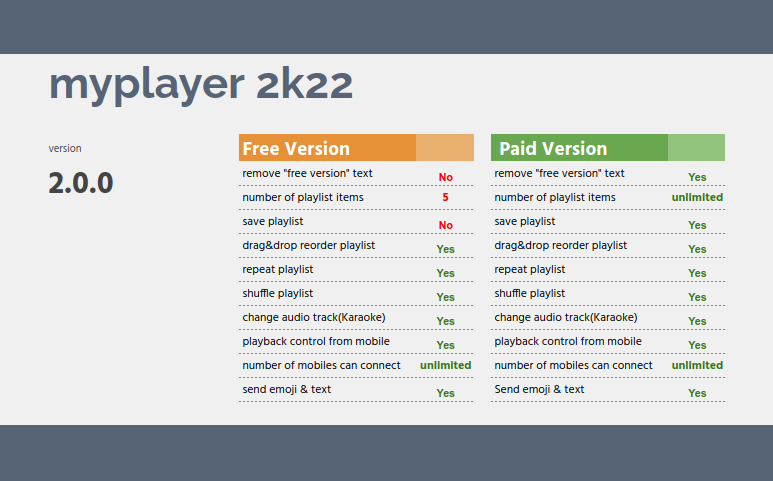 myplayer 2k22
version
2.0.0
Free Version
remove "free version" text No
number of playlist items 5
save playlist No
drag&drop reorder playlist Yes
repeat playlist Yes
shuffle playlist Yes
change audio track(Karaoke) Yes
playback control from mobile Yes
number of mobiles can connect unlimited
send emoji & text Yes
Paid Version
remove "free version" text Yes
number of playlist items unlimited
save playlist Yes
drag&drop reorder playlist Yes
repeat playlist Yes
shuffle playlist Yes
change audio track(Karaoke) Yes
playback control from mobile Yes
number of mobiles can connect unlimited
Send emoji & text Yes